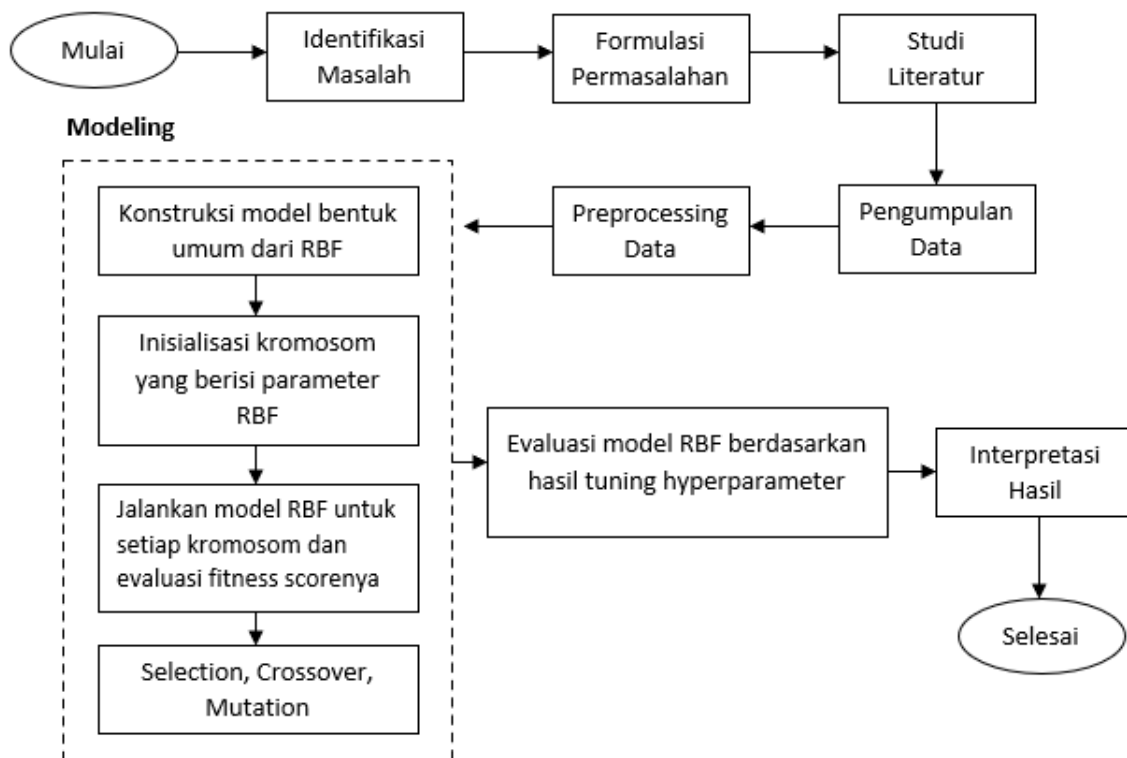 Mulai
Identifikasi
Masalah
Formulasi
Permasalahan
Studi
Literatur
Pengumpulan
Data
Preprocessing
Data
Modeling
Konstruksi model bentuk
umum dari RBF
Inisialisasi kromosom
yang berisi parameter
RBF
Jalankan model RBF untuk
setiap kromosom dan
evaluasi fitness scorenya
Selection, Crossover,
Mutation
Evaluasi model RBF berdasarkan
hasil tuning hyperparameter
Interpretasi
Hasil
Selesai